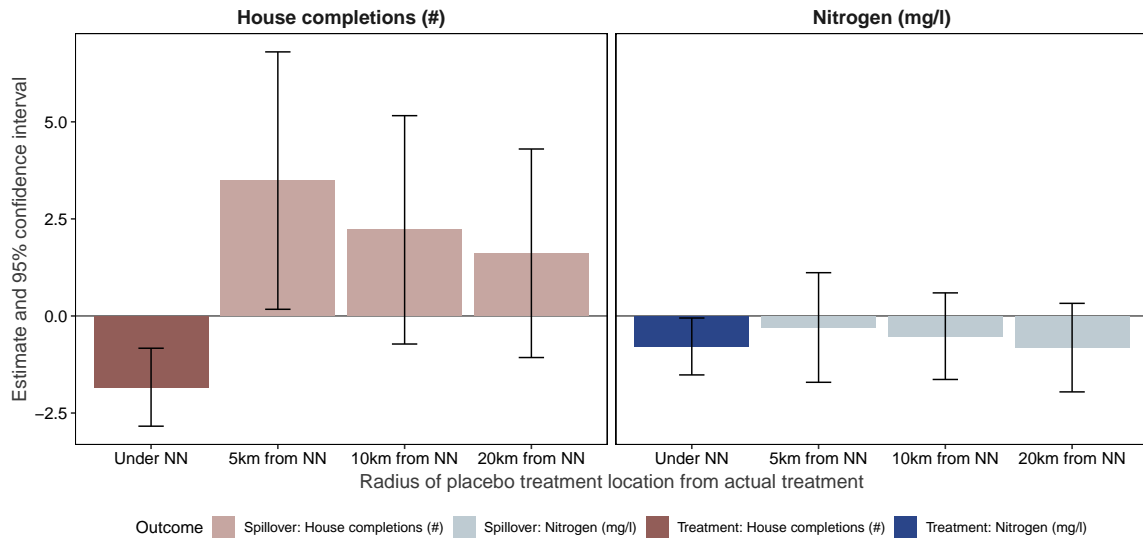 House completions (#)
Nitrogen (mg/l)
Estimate and 95% confidence interval
5.0
2.5
0.0
−2.5
Under NN
5km from NN
10km from NN
20km from NN
Under NN
5km from NN
10km from NN
20km from NN
Radius of placebo treatment location from actual treatment
Outcome
Spillover: House completions (#)
Spillover: Nitrogen (mg/l)
Treatment: House completions (#)
Treatment: Nitrogen (mg/l)